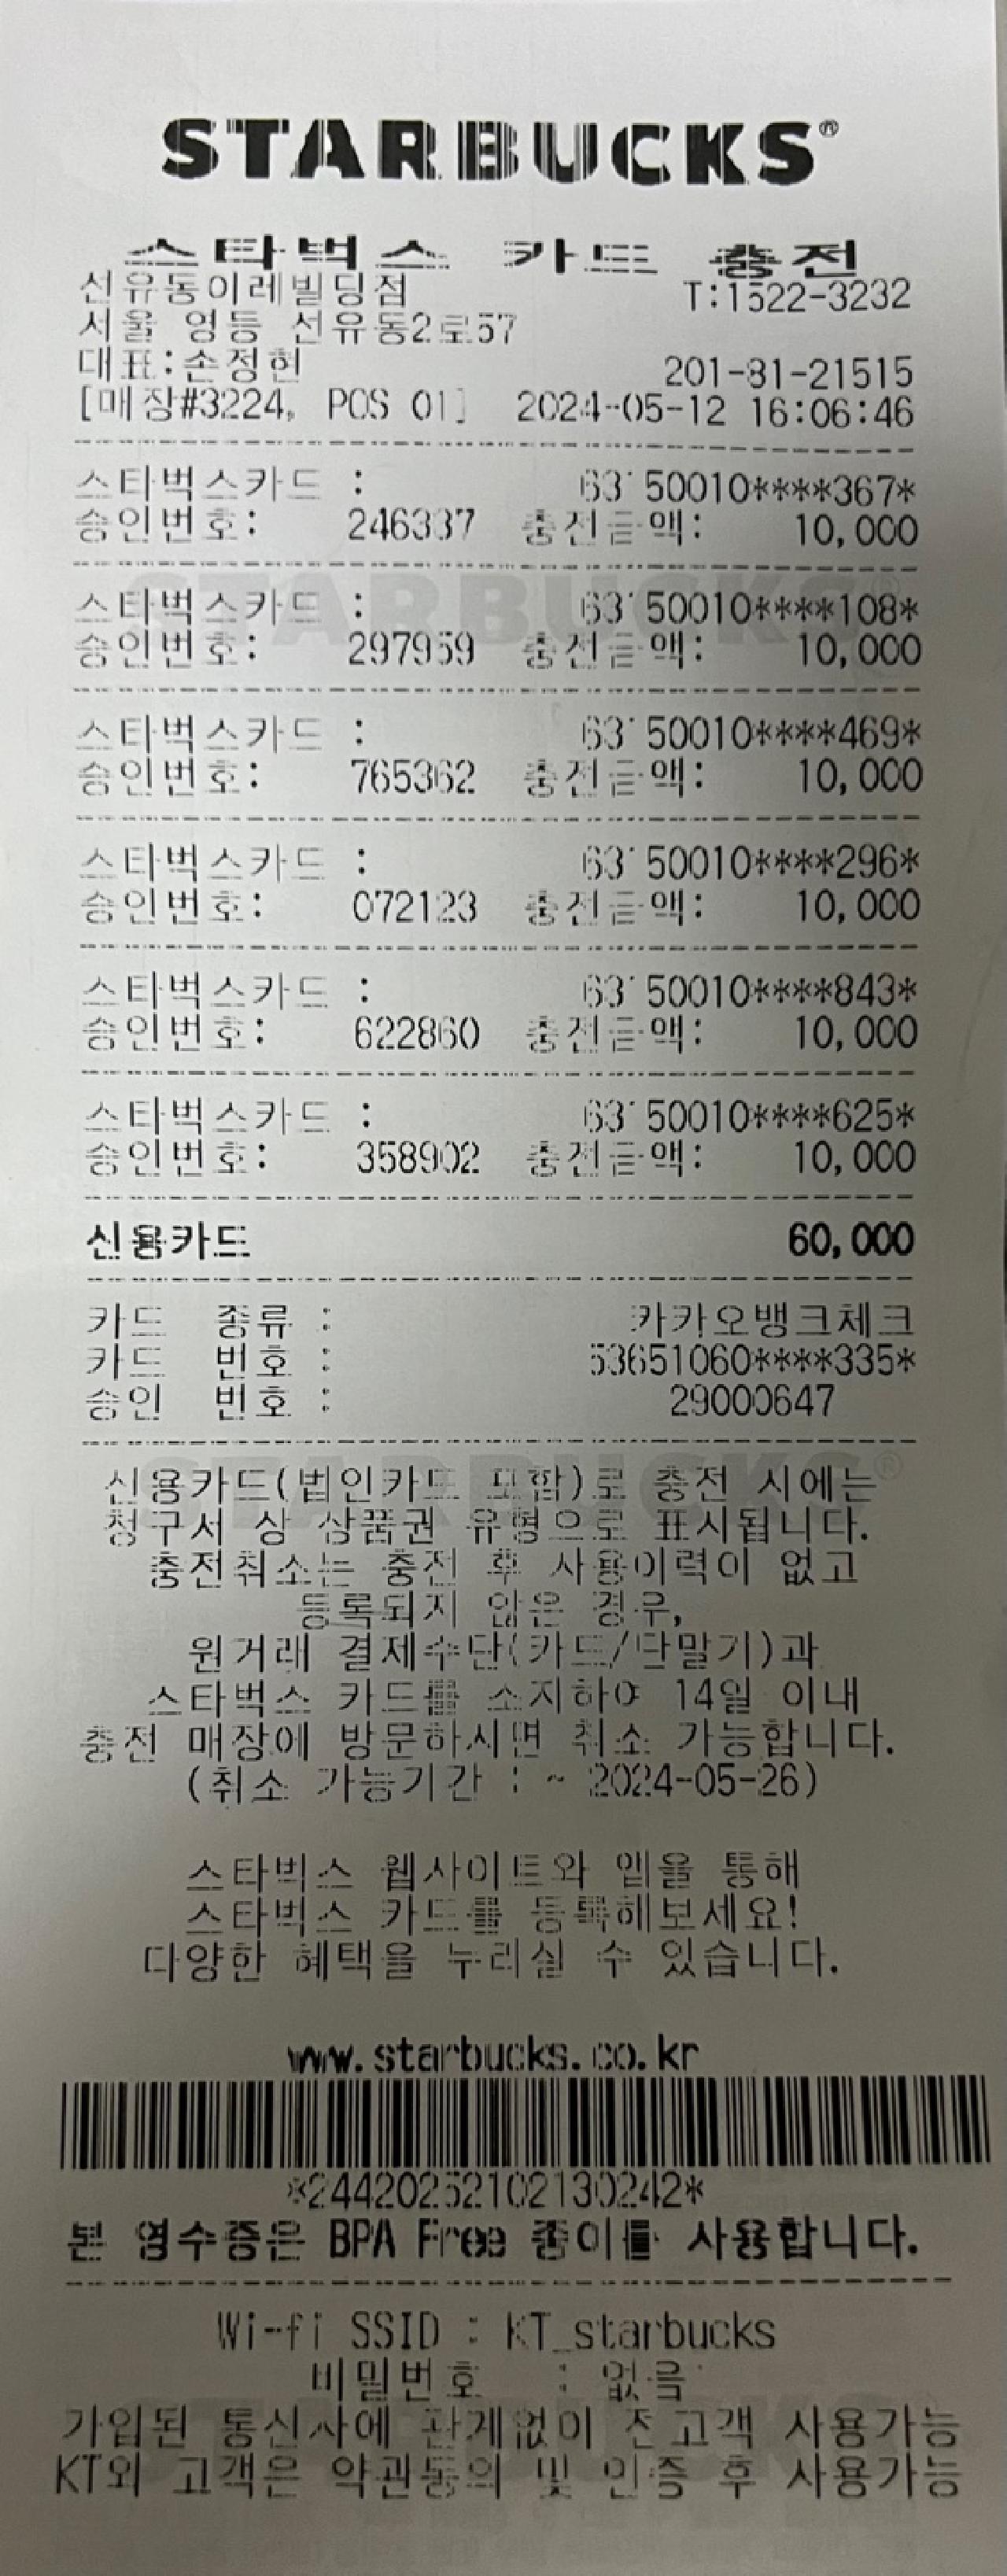 STARBUCKS®
스타벅스 카드 충전
선유동이레빌딩점 T:1522-3232
서울 영등 선유동2로57
대표:손정현 201-81-21515
[매장#3224, POS 01] 2024-05-12 16:06:46
스타벅스카드 : 50010****367*
승인번호: 246337 충전금액: 10,000
스타벅스카드 : 50010****108*
승인번호: 297959 충전금액: 10,000
스타벅스카드 : 50010****469*
승인번호: 765362 충전금액: 10,000
스타벅스카드 : 50010****296*
승인번호: 072123 충전금액: 10,000
스타벅스카드 : 50010****843*
승인번호: 622860 충전금액: 10,000
스타벅스카드 : 50010****625*
승인번호: 358902 충전금액: 10,000
신용카드 60,000
카드 종류 : 카카오뱅크체크
카드 번호 : 53651060****335*
승인 번호 : 29000647
신용카드(법인카드 포함)로 충전 시에는
청구서 상 상품권 유형으로 표시됩니다.
충전취소는 충전 후 사용이력이 없고
등록되지 않은 경우,
원거래 결제수단(카드/단말기)과
스타벅스 카드를 소지하여 14일 이내
충전 매장에 방문하시면 취소 가능합니다.
(취소 가능기간 : ~ 2024-05-26)
스타벅스 웹사이트와 앱을 통해
스타벅스 카드를 등록해보세요!
다양한 혜택을 누리실 수 있습니다.
www.starbucks.co.kr
*2442025210213024​2*
본 영수증은 BPA Free 종이를 사용합니다.
Wi-fi SSID : KT_starbucks
비밀번호 : 없음
가입된 통신사에 관계없이 전고객 사용가능
KT외 고객은 약관동의 및 인증 후 사용가능